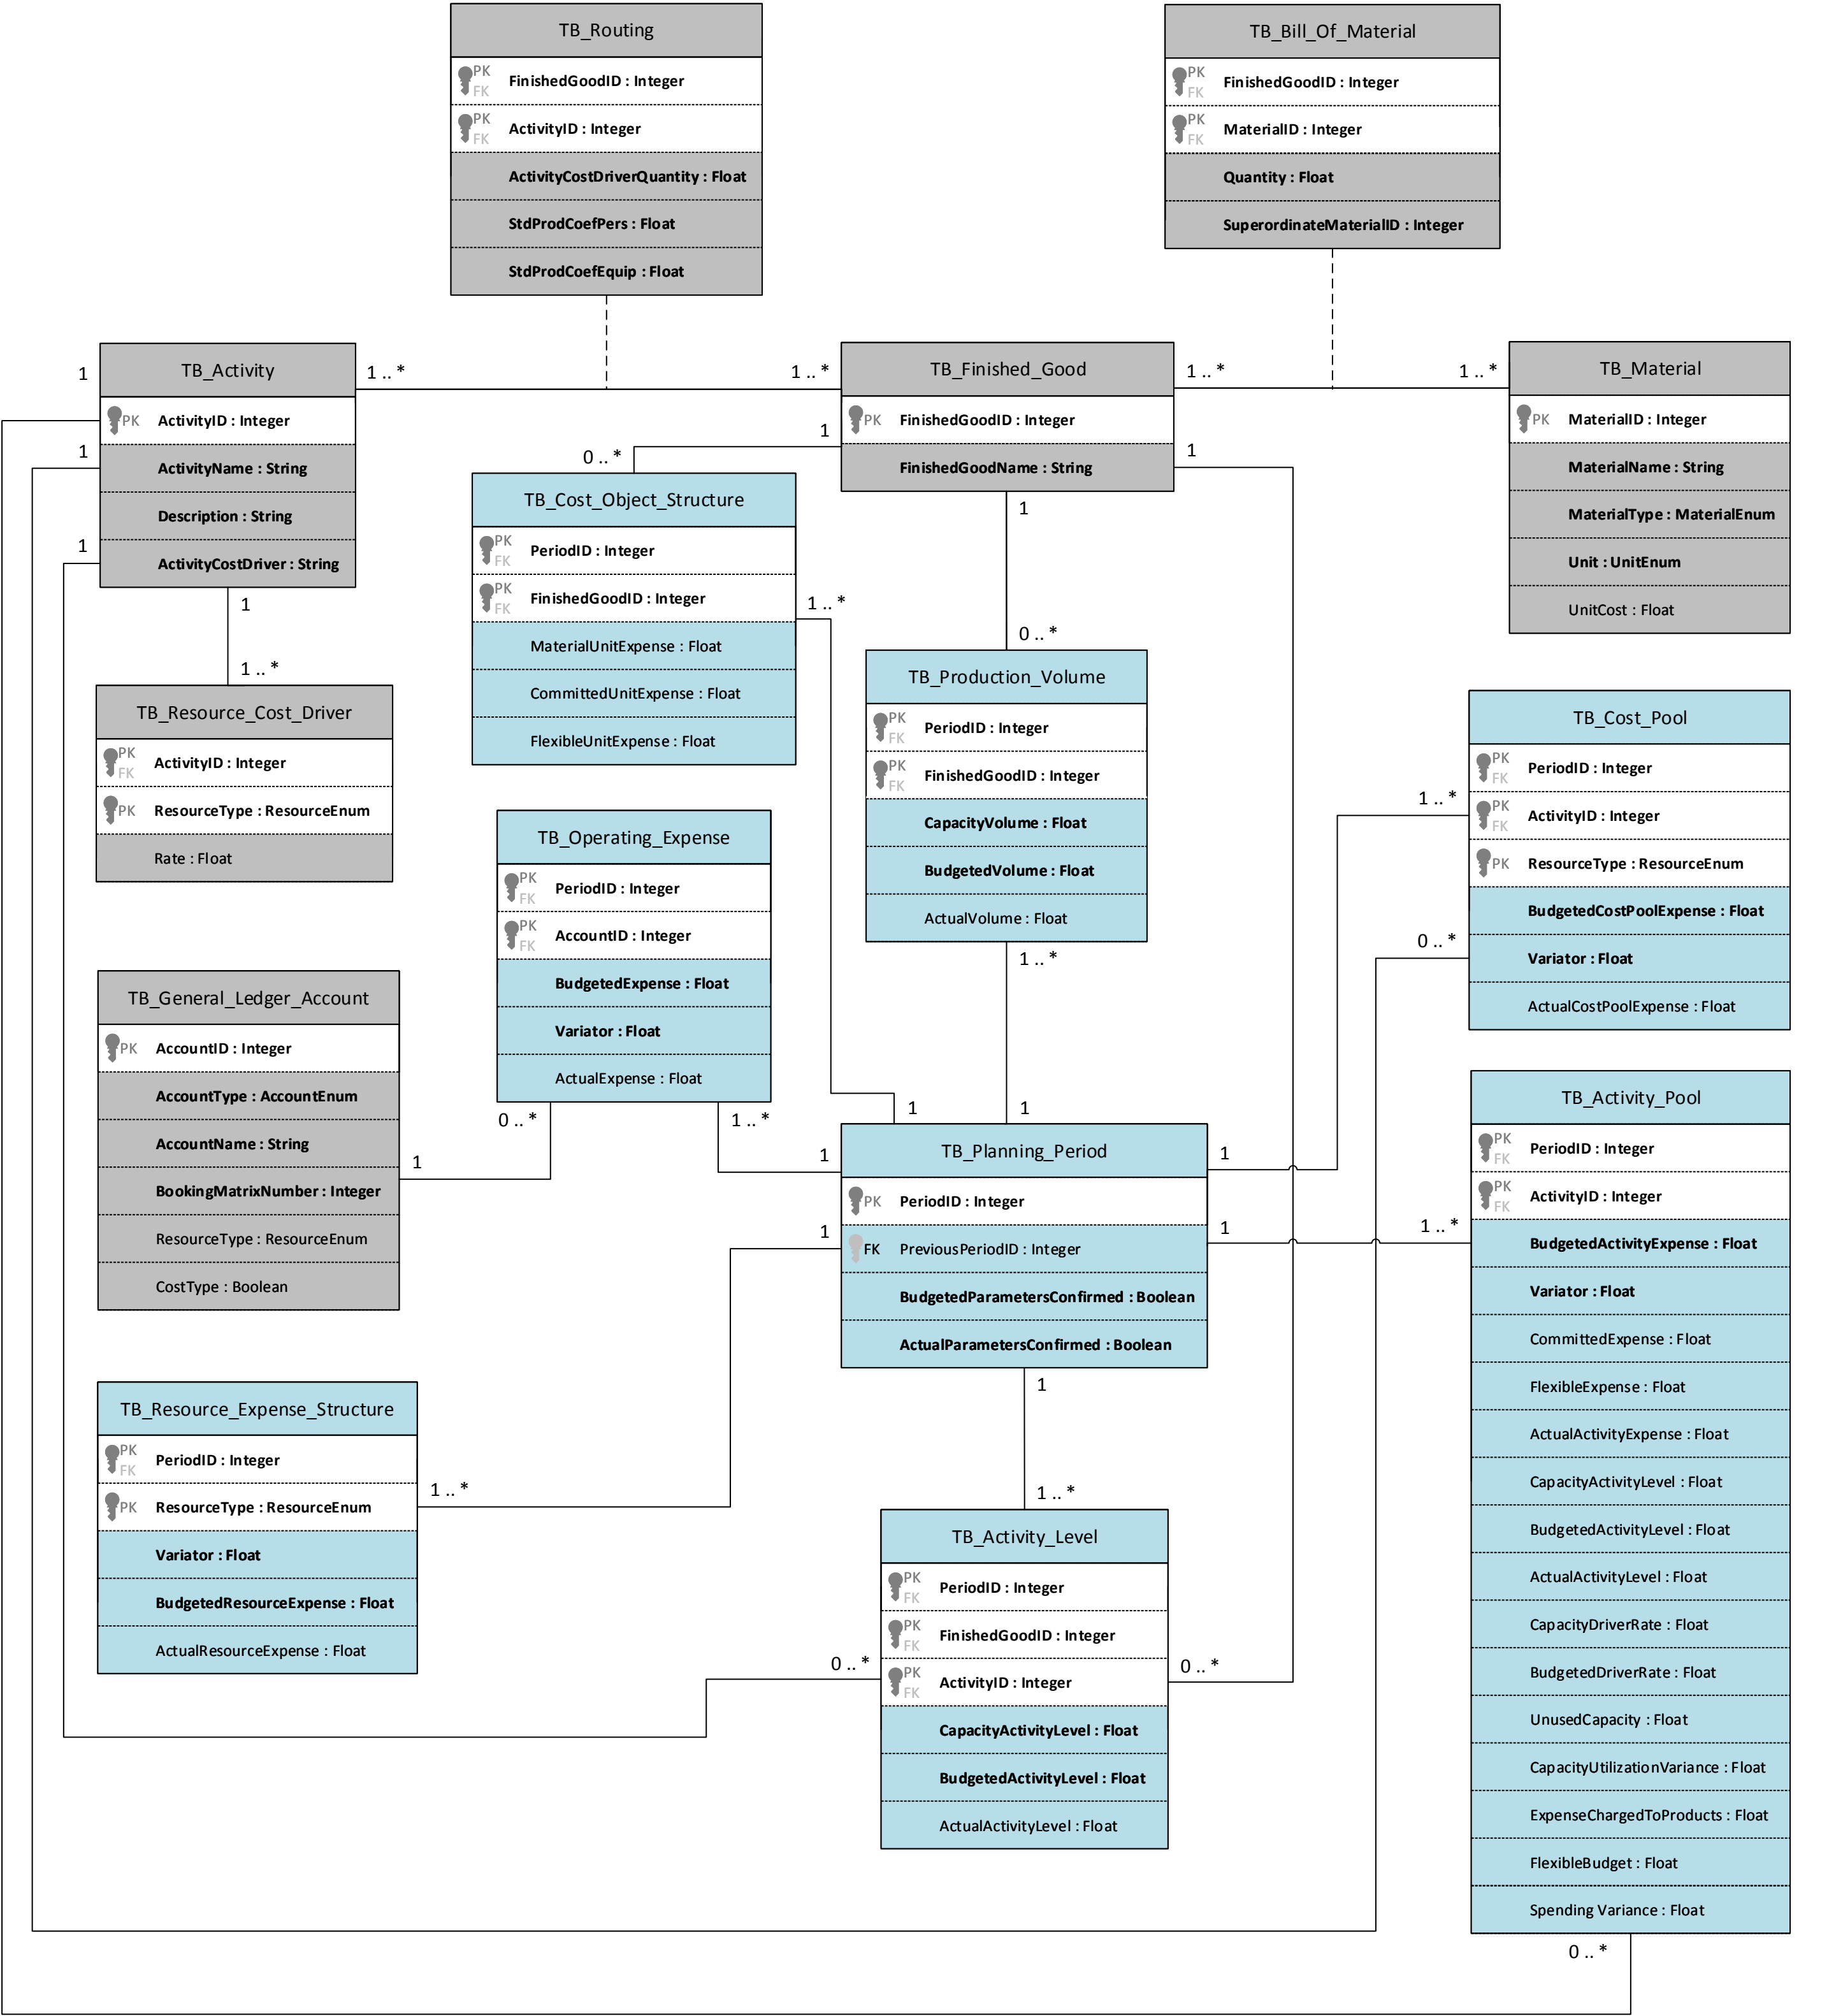 TB_Routing
PK
FK
FinishedGoodID : Integer
PK
FK
ActivityID : Integer
ActivityCostDriverQuantity : Float
StdProdCoefPers : Float
StdProdCoefEquip : Float
TB_Bill_Of_Material
PK
FK
FinishedGoodID : Integer
PK
FK
MaterialID : Integer
Quantity : Float
SuperordinateMaterialID : Integer
1
TB_Activity
PK
ActivityID : Integer
1
ActivityName : String
Description : String
1
ActivityCostDriver : String
1 .. *
1 .. *
TB_Finished_Good
PK
FinishedGoodID : Integer
FinishedGoodName : String
1 .. *
1 .. *
TB_Material
PK
MaterialID : Integer
MaterialName : String
MaterialType : MaterialEnum
Unit : UnitEnum
UnitCost : Float
1
0 .. *
1
1
TB_Cost_Object_Structure
PK
FK
PeriodID : Integer
PK
FK
FinishedGoodID : Integer
MaterialUnitExpense : Float
CommittedUnitExpense : Float
FlexibleUnitExpense : Float
1 .. *
1
1 .. *
0 .. *
TB_Resource_Cost_Driver
PK
FK
ActivityID : Integer
PK
ResourceType : ResourceEnum
Rate : Float
TB_Production_Volume
PK
FK
PeriodID : Integer
PK
FK
FinishedGoodID : Integer
CapacityVolume : Float
BudgetedVolume : Float
ActualVolume : Float
1 .. *
TB_Cost_Pool
PK
FK
PeriodID : Integer
1 .. *
PK
FK
ActivityID : Integer
PK
ResourceType : ResourceEnum
BudgetedCostPoolExpense : Float
0 .. *
Variator : Float
ActualCostPoolExpense : Float
TB_Operating_Expense
PK
FK
PeriodID : Integer
PK
FK
AccountID : Integer
BudgetedExpense : Float
Variator : Float
ActualExpense : Float
0 .. *
1 .. *
TB_General_Ledger_Account
PK
AccountID : Integer
AccountType : AccountEnum
AccountName : String
BookingMatrixNumber : Integer
ResourceType : ResourceEnum
CostType : Boolean
1
1
1
1
1
1
1
TB_Planning_Period
PK
PeriodID : Integer
FK
PreviousPeriodID : Integer
BudgetedParametersConfirmed : Boolean
ActualParametersConfirmed : Boolean
1
1 .. *
TB_Activity_Pool
PK
FK
PeriodID : Integer
PK
FK
ActivityID : Integer
1 .. *
BudgetedActivityExpense : Float
Variator : Float
CommittedExpense : Float
FlexibleExpense : Float
ActualActivityExpense : Float
CapacityActivityLevel : Float
BudgetedActivityLevel : Float
ActualActivityLevel : Float
CapacityDriverRate : Float
BudgetedDriverRate : Float
UnusedCapacity : Float
CapacityUtilizationVariance : Float
ExpenseChargedToProducts : Float
FlexibleBudget : Float
Spending Variance : Float
0 .. *
TB_Resource_Expense_Structure
PK
FK
PeriodID : Integer
PK
ResourceType : ResourceEnum
Variator : Float
BudgetedResourceExpense : Float
ActualResourceExpense : Float
1 .. *
TB_Activity_Level
PK
FK
PeriodID : Integer
PK
FK
FinishedGoodID : Integer
0 .. *
0 .. *
PK
FK
ActivityID : Integer
CapacityActivityLevel : Float
BudgetedActivityLevel : Float
ActualActivityLevel : Float